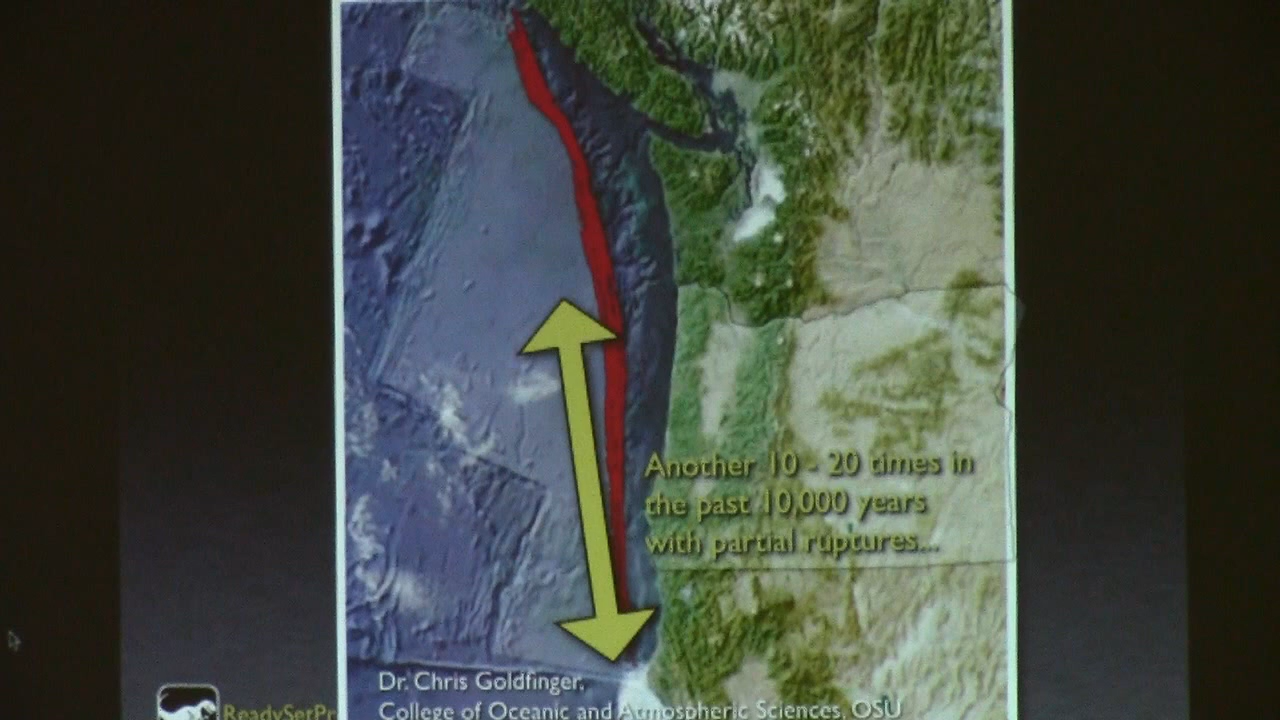 Another 10 - 20 times in
the past 10,000 years
with partial ruptures...
Dr. Chris Goldfinger,
College of Oceanic and Atmospheric Sciences, OSU
ReadySetPr